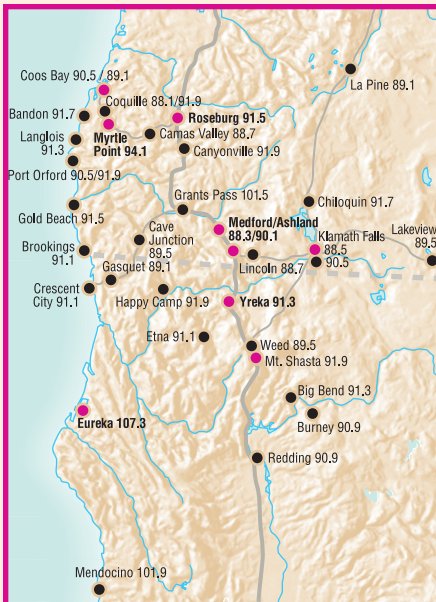 Coos Bay 90.5 / 89.1
La Pine 89.1
Coquille 88.1/91.9
Bandon 91.7
Roseburg 91.5
Langlois
91.3
Myrtle
Point 94.1
Camas Valley 88.7
Canyonville 91.9
Port Orford 90.5/91.9
Grants Pass 101.5
Chiloquin 91.7
Gold Beach 91.5
Medford/Ashland
88.3/90.1
Cave
Junction
89.5
Klamath Falls
88.5
90.5
Lakeview
89.5
Brookings
91.1
Gasquet 89.1
Lincoln 88.7
Crescent
City 91.1
Happy Camp 91.9
Yreka 91.3
Etna 91.1
Weed 89.5
Mt. Shasta 91.9
Big Bend 91.3
Eureka 107.3
Burney 90.9
Redding 90.9
Mendocino 101.9